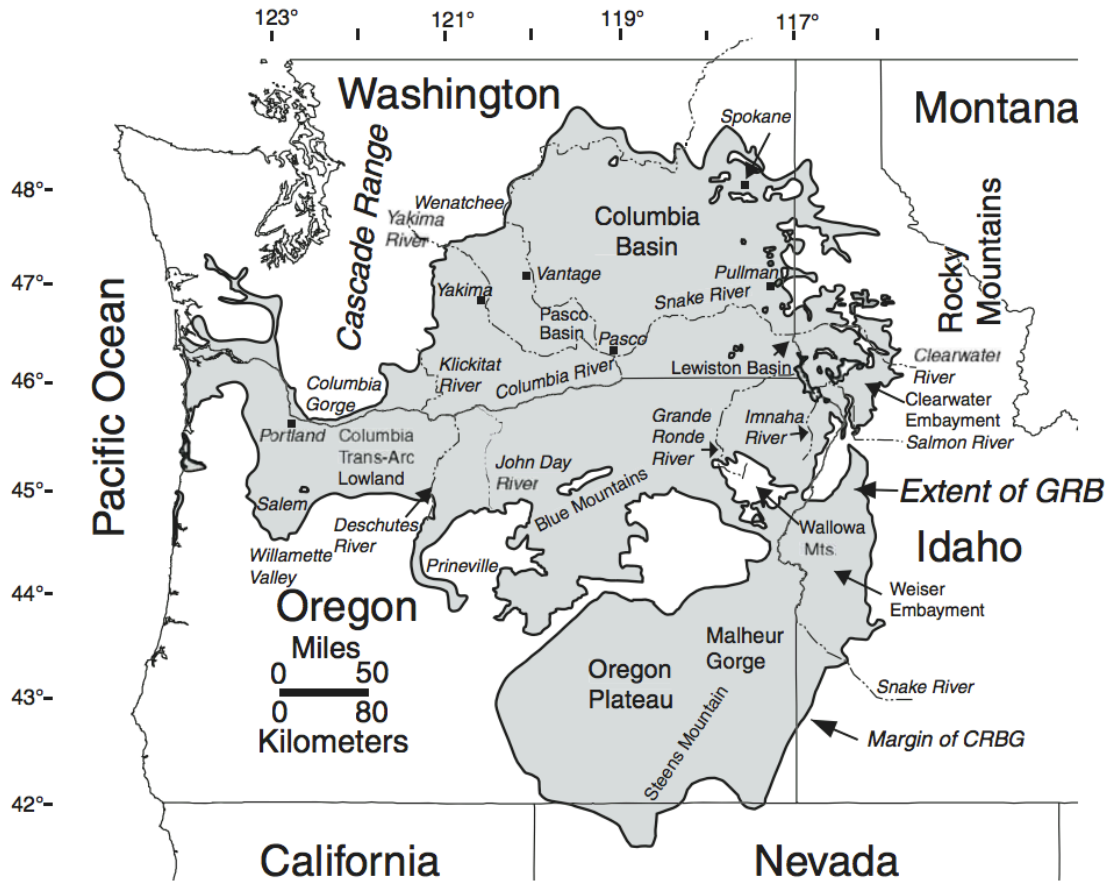 123°
121°
119°
117°
Washington
Montana
Spokane
Cascade Range
48°
Wenatchee
Yakima
River
Columbia
Basin
Rocky
Mountains
47°
Vantage
Pullman
Yakima
Snake River
Pasco
Basin
Pasco
Pacific Ocean
46°
Klickitat
River
Columbia River
Lewiston Basin
Clearwater
River
Columbia
Gorge
Clearwater
Embayment
Grande
Ronde
River
Imnaha
River
Salmon River
Portland
Columbia
Trans-Arc
Lowland
John Day
River
45°
Salem
Blue Mountains
Extent of GRB
Deschutes
River
Wallowa
Mts.
Idaho
Willamette
Valley
Prineville
44°
Weiser
Embayment
Oregon
Miles
0 50
0 80
Kilometers
Malheur
Gorge
Oregon
Plateau
43°
Snake River
Steens Mountain
Margin of CRBG
42°
California
Nevada